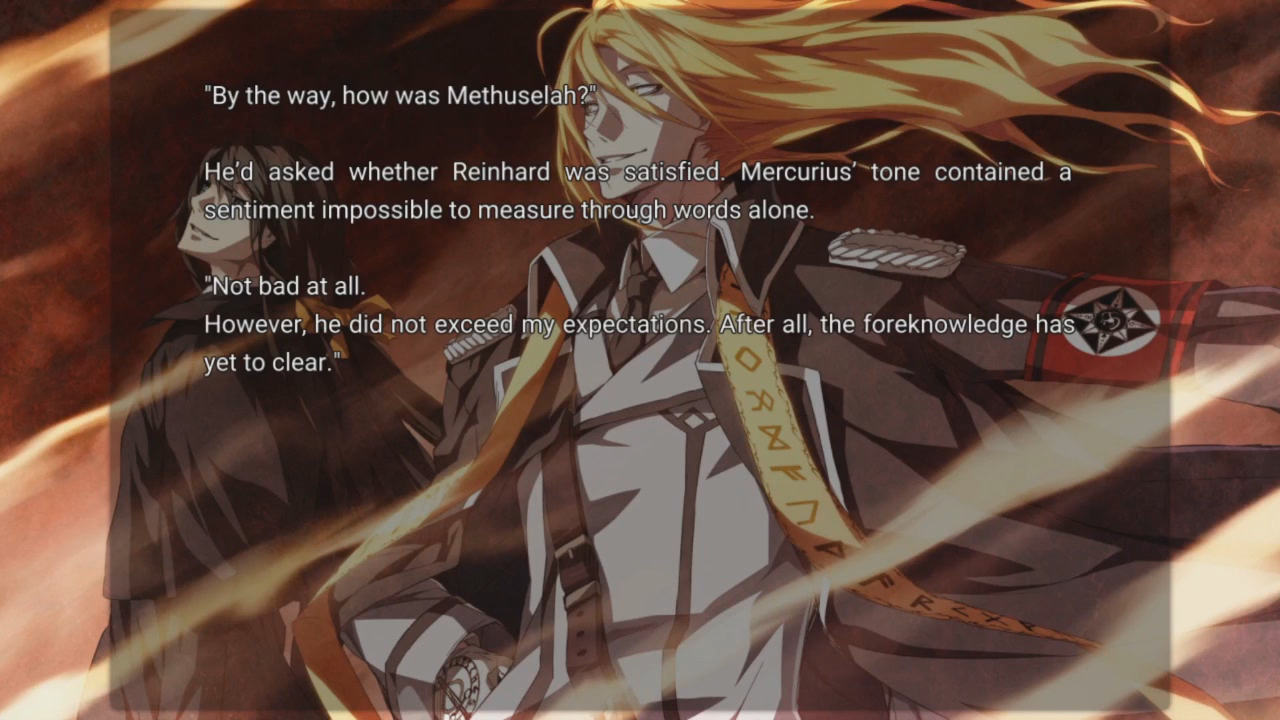 "By the way, how was Methuselah?"
He’d asked whether Reinhard was satisfied. Mercurius’ tone contained a
sentiment impossible to measure through words alone.
"Not bad at all.
However, he did not exceed my expectations. After all, the foreknowledge has
yet to clear."